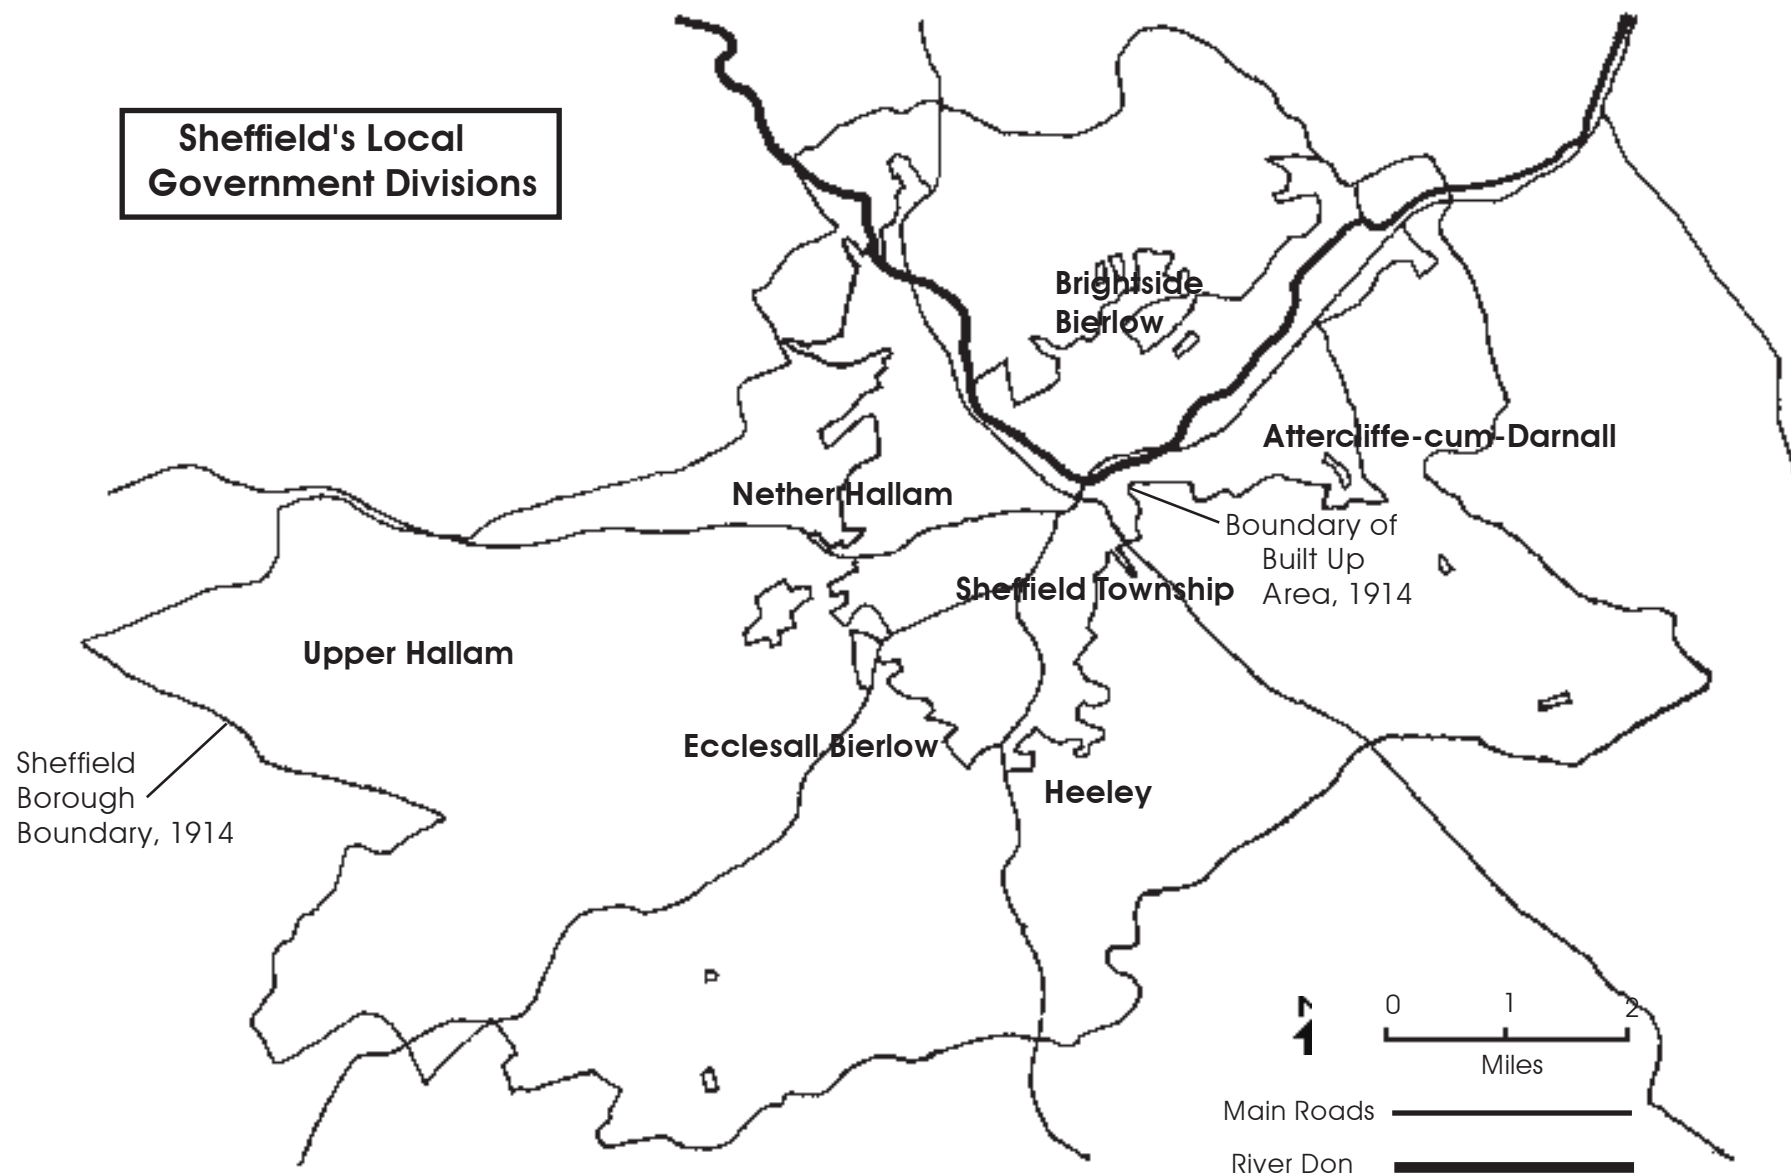 Sheffield's Local
Government Divisions
Brightside
Bierlow
Attercliffe-cum-Darnall
Nether Hallam
Boundary of
Built Up
Area, 1914
Sheffield Township
Upper Hallam
Ecclesall Bierlow
Sheffield
Borough
Boundary, 1914
Heeley
N
0 1 2
Miles
Main Roads
River Don